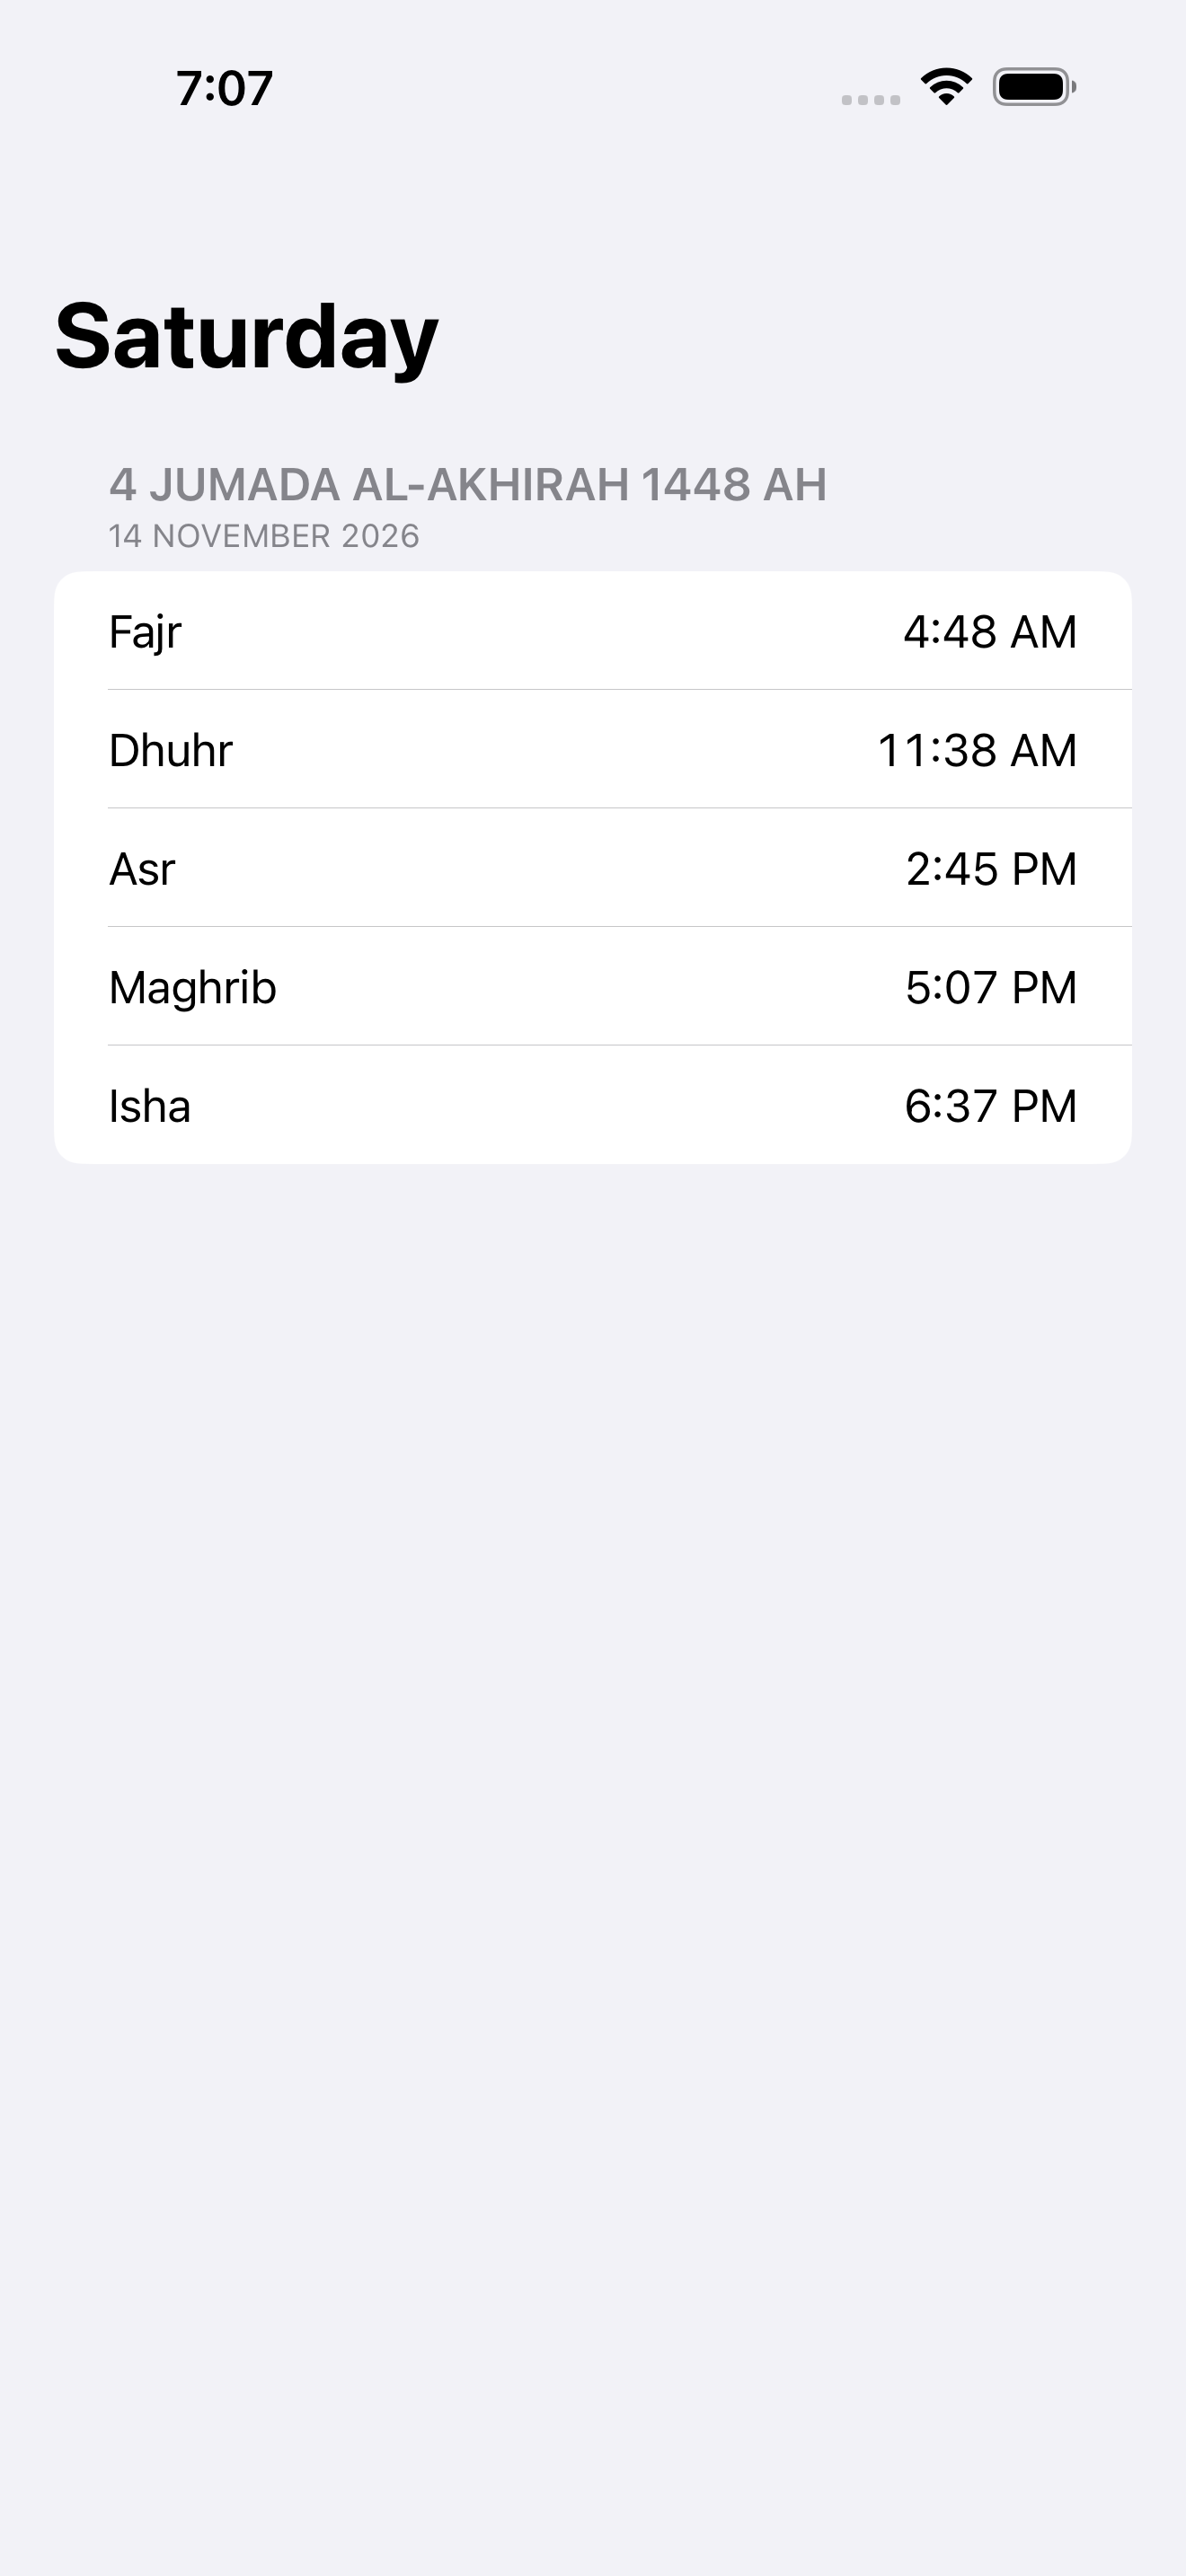 7:07
Saturday
4 JUMADA AL-AKHIRAH 1448 AH
14 NOVEMBER 2026
Fajr 4:48 AM
Dhuhr 11:38 AM
Asr 2:45 PM
Maghrib 5:07 PM
Isha 6:37 PM